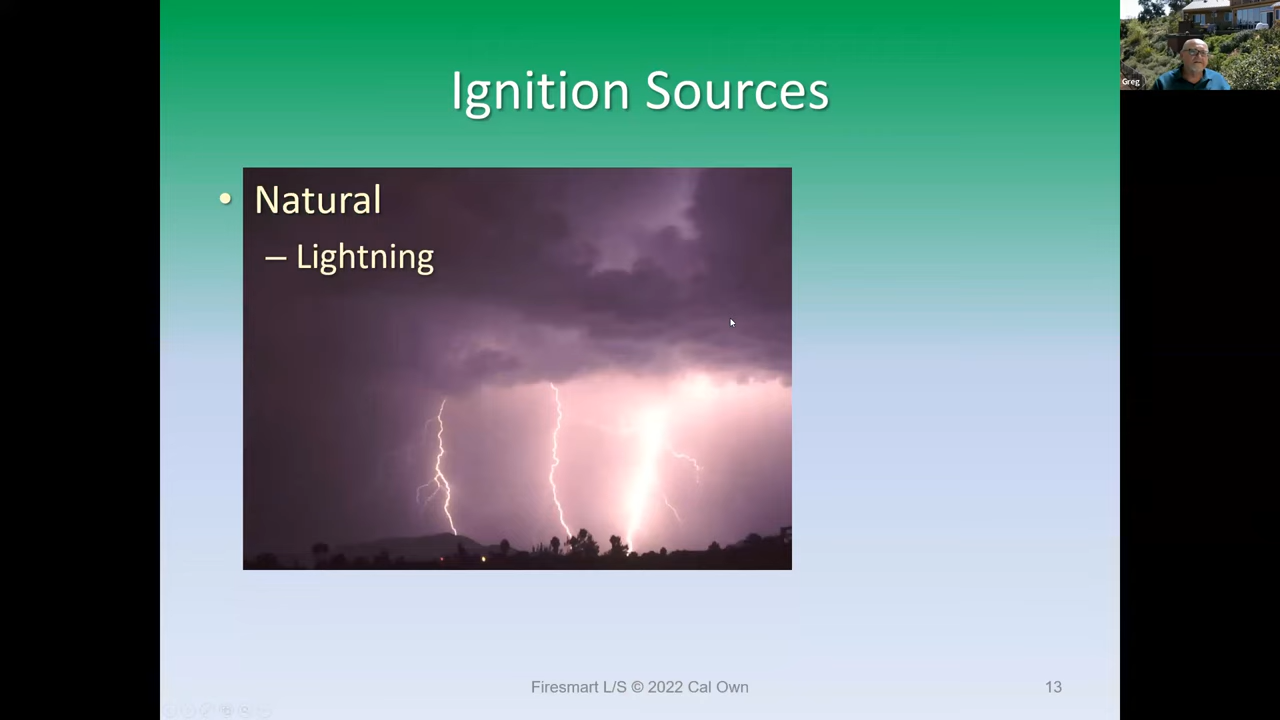 Ignition Sources
Greg
• Natural
– Lightning
Firesmart L/S © 2022 Cal Own
13